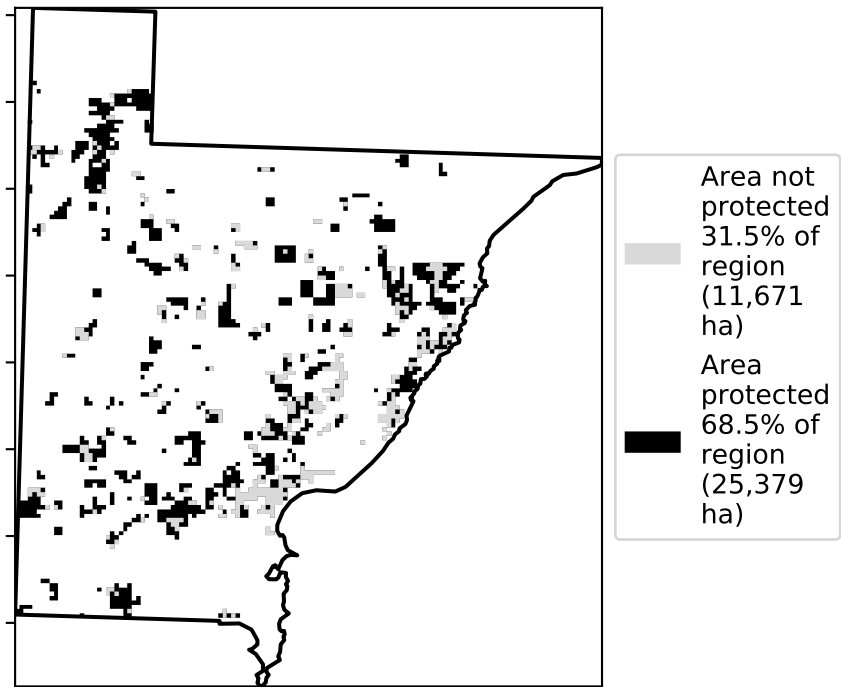 Area not
protected
31.5% of
region
(11,671
ha)
Area
protected
68.5% of
region
(25,379
ha)